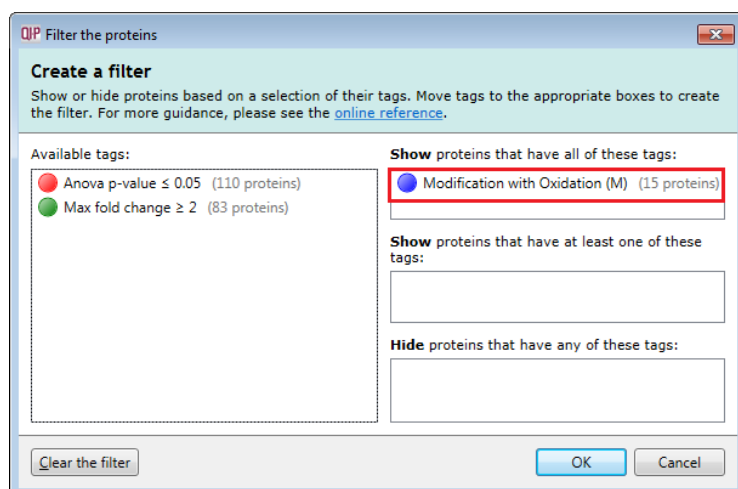 QIP Filter the proteins
Create a filter
Show or hide proteins based on a selection of their tags. Move tags to the appropriate boxes to create
the filter. For more guidance, please see the online reference.
Available tags:
Anova p-value ≤ 0.05 (110 proteins)
Max fold change ≥ 2 (83 proteins)
Show proteins that have all of these tags:
Modification with Oxidation (M) (15 proteins)
Show proteins that have at least one of these
tags:
Hide proteins that have any of these tags:
Clear the filter
OK
Cancel